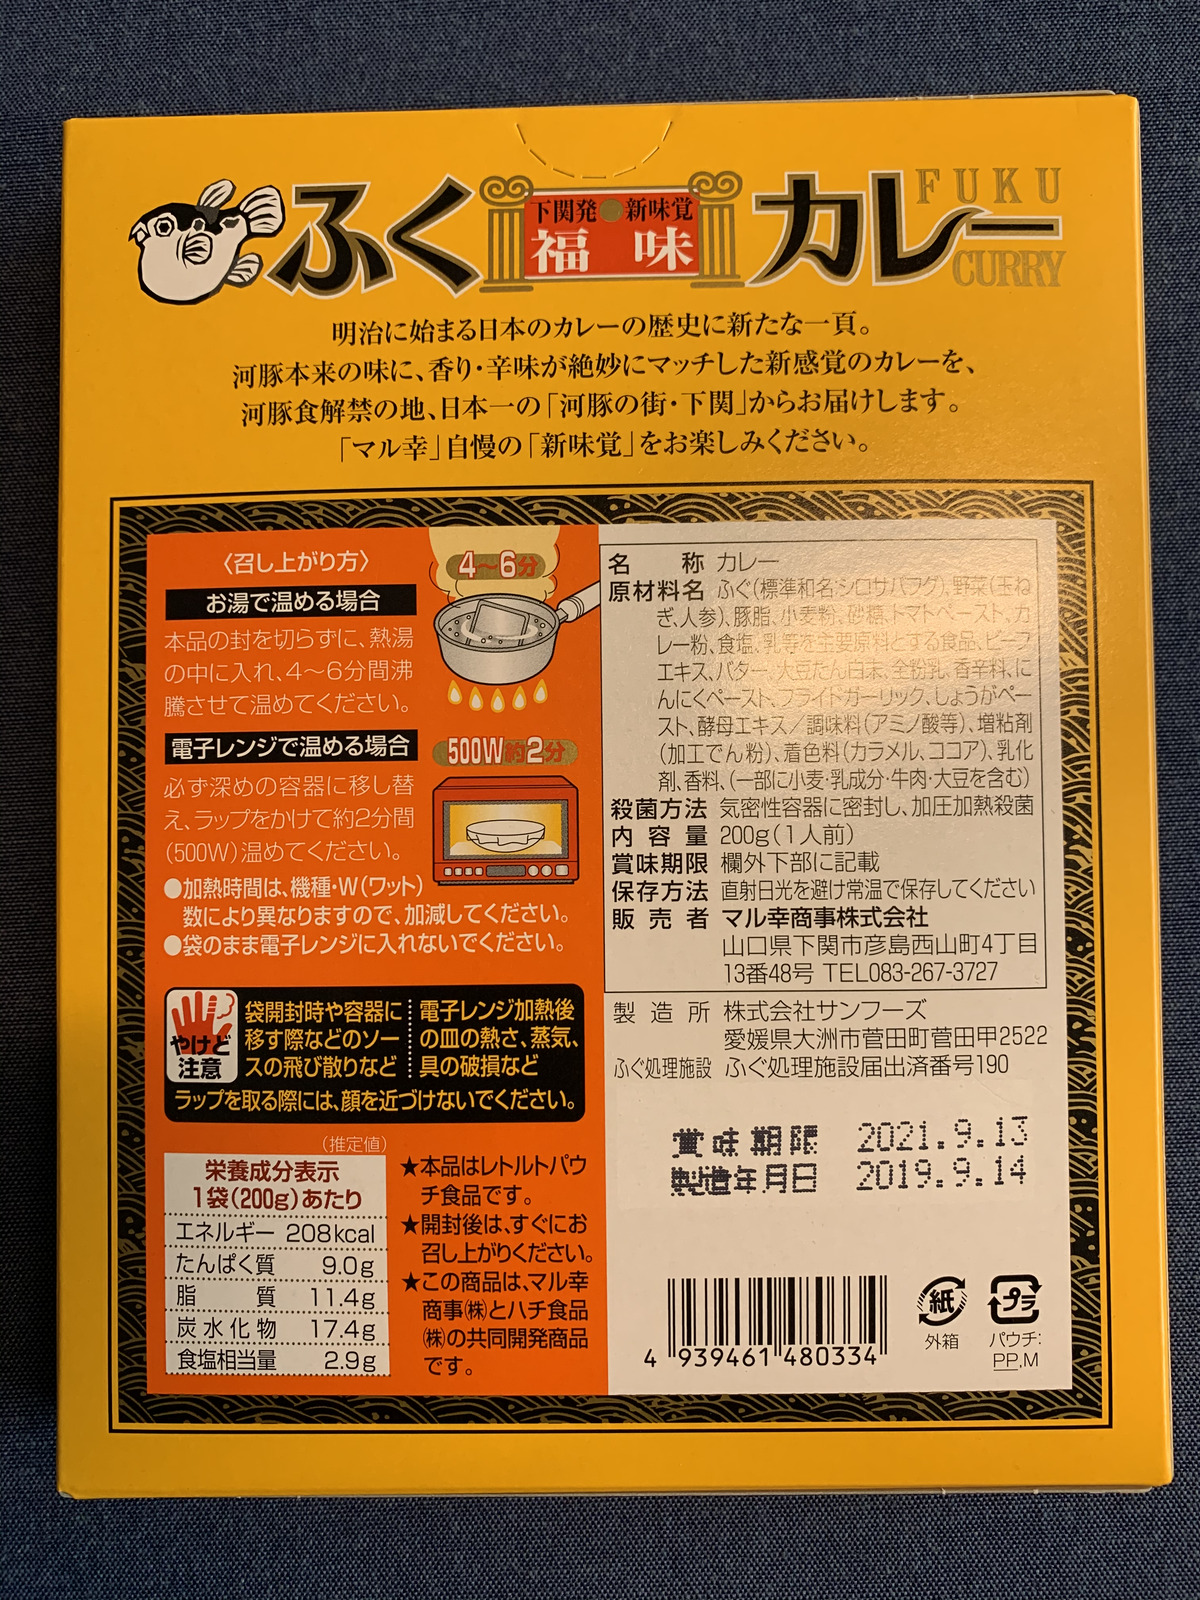 ふく
下関発●新味覚
福味
カレー
FUKU
CURRY
明治に始まる日本のカレーの歴史に新たな一頁。
河豚本来の味に、香り・辛味が絶妙にマッチした新感覚のカレーを、
河豚食解禁の地、日本一の「河豚の街・下関」からお届けします。
「マル幸」自慢の「新味覚」をお楽しみください。
〈召し上がり方〉
お湯で温める場合
本品の封を切らずに、熱湯
の中に入れ、4〜6分間沸
騰させて温めてください。
4〜6分
電子レンジで温める場合
必ず深めの容器に移し替
え、ラップをかけて約2分間
(500W)温めてください。
500W約2分
●加熱時間は、機種・W(ワット)
数により異なりますので、加減してください。
●袋のまま電子レンジに入れないでください。
やけど
注意
袋開封時や容器に
移す際などのソー
スの飛び散りなど
電子レンジ加熱後
の皿の熱さ、蒸気、
具の破損など
ラップを取る際には、顔を近づけないでください。
(推定値)
栄養成分表示
1袋(200g)あたり
エネルギー 208kcal
たんぱく質 9.0g
脂質 11.4g
炭水化物 17.4g
食塩相当量 2.9g
★本品はレトルトパウ
チ食品です。
★開封後は、すぐにお
召し上がりください。
★この商品は、マル幸
商事㈱とハチ食品
㈱の共同開発商品
です。
名称 カレー
原材料名 ふぐ(標準和名:シロサバフグ)、野菜(玉ね
ぎ、人参)、豚脂、小麦粉、砂糖、トマトペースト、カ
レー粉、食塩、乳等を主要原料とする食品、ビーフ
エキス、バター、大豆たん白末、全粉乳、香辛料、に
んにくペースト、フライドガーリック、しょうがペー
スト、酵母エキス/調味料(アミノ酸等)、増粘剤
(加工でん粉)、着色料(カラメル、ココア)、乳化
剤、香料、(一部に小麦・乳成分・牛肉・大豆を含む)
殺菌方法 気密性容器に密封し、加圧加熱殺菌
内容量 200g(1人前)
賞味期限 欄外下部に記載
保存方法 直射日光を避け常温で保存してください
販売者 マル幸商事株式会社
山口県下関市彦島西山町4丁目
13番48号 TEL083-267-3727
製造所 株式会社サンフーズ
愛媛県大洲市菅田町菅田甲2522
ふぐ処理施設 ふぐ処理施設届出済番号190
賞味期限 2021.9.13
製造年月日 2019.9.14
4 939461 480334
紙
外箱
プラ
パウチ:
PP,M